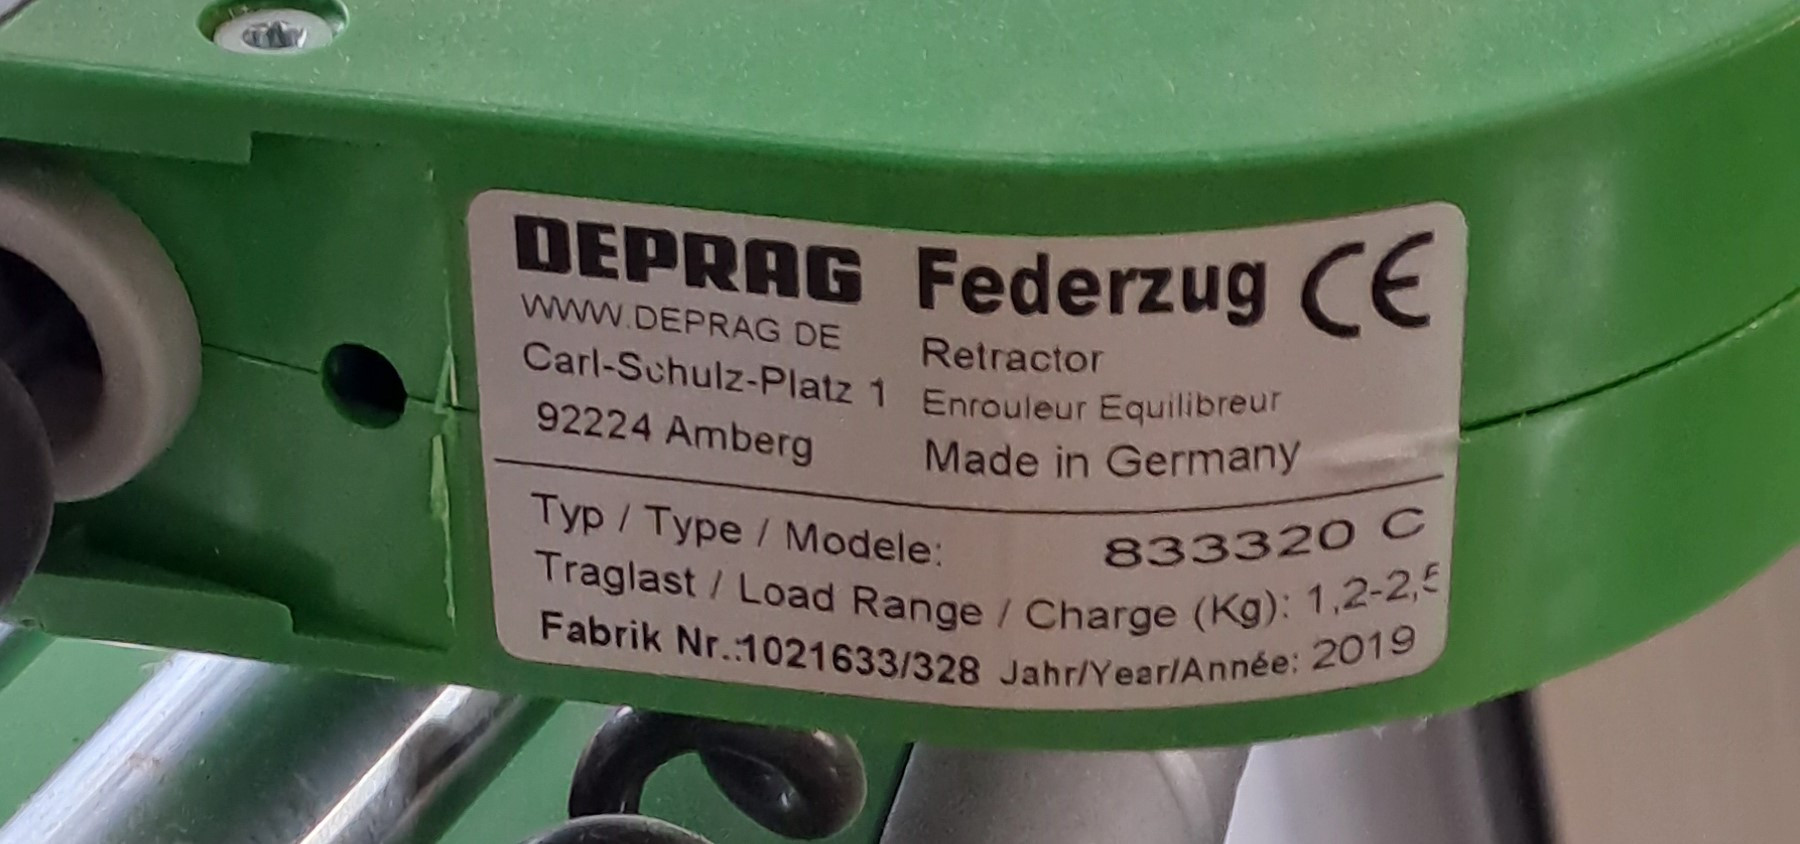 DEPRAG Federzug CE
WWW.DEPRAG.DE
Retractor
Carl-Schulz-Platz 1
Enrouleur Equilibreur
92224 Amberg
Made in Germany
Typ / Type / Modele: 833320 C
Traglast / Load Range / Charge (Kg): 1,2-2,5
Fabrik Nr.:1021633/328 Jahr/Year/Année: 2019